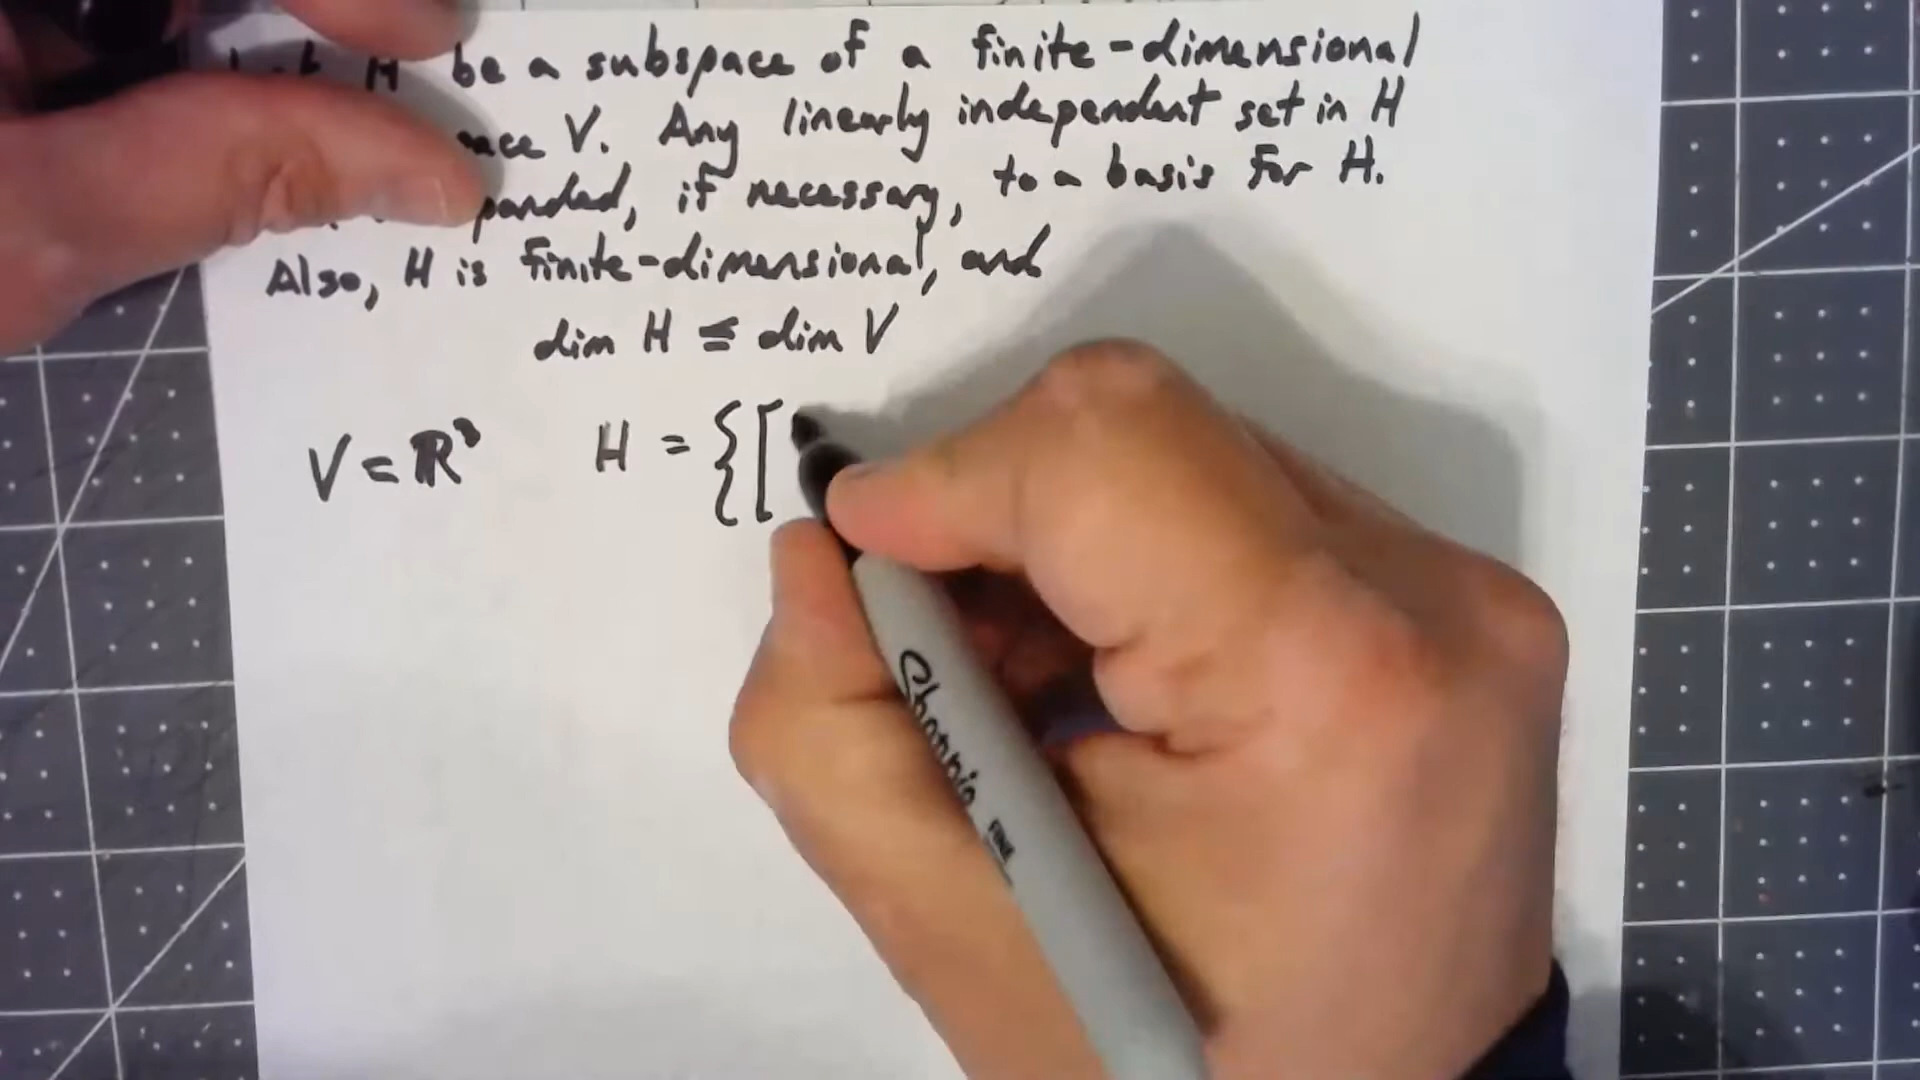 H be a subspace of a finite-dimensional
V. Any linearly independent set in H
if necessary, to a basis for H.
Also, H is finite-dimensional, and
dim H ≤ dim V
V = ℝ³ H = {[
Sharpie
FINE